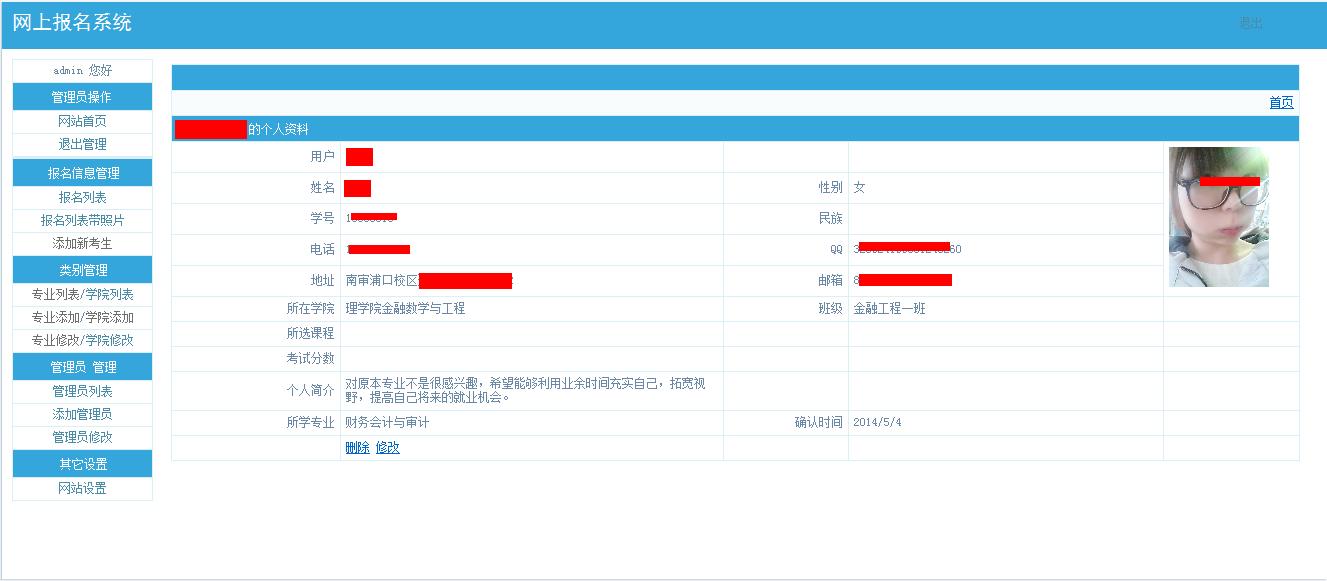 网上报名系统
退出
admin 您好
管理员操作
网站首页
退出管理
报名信息管理
报名列表
报名列表带照片
添加新考生
类别管理
专业列表/学院列表
专业添加/学院添加
专业修改/学院修改
管理员 管理
管理员列表
添加管理员
管理员修改
其它设置
网站设置
首页
的个人资料
用户
姓名 性别 女
学号 民族
电话 QQ
地址 南审浦口校区 邮箱 8
所在学院 理学院金融数学与工程 班级 金融工程一班
所选课程
考试分数
个人简介 对原本专业不是很感兴趣，希望能够利用业余时间充实自己，拓宽视
野，提高自己将来的就业机会。
所学专业 财务会计与审计 确认时间 2014/5/4
删除 修改